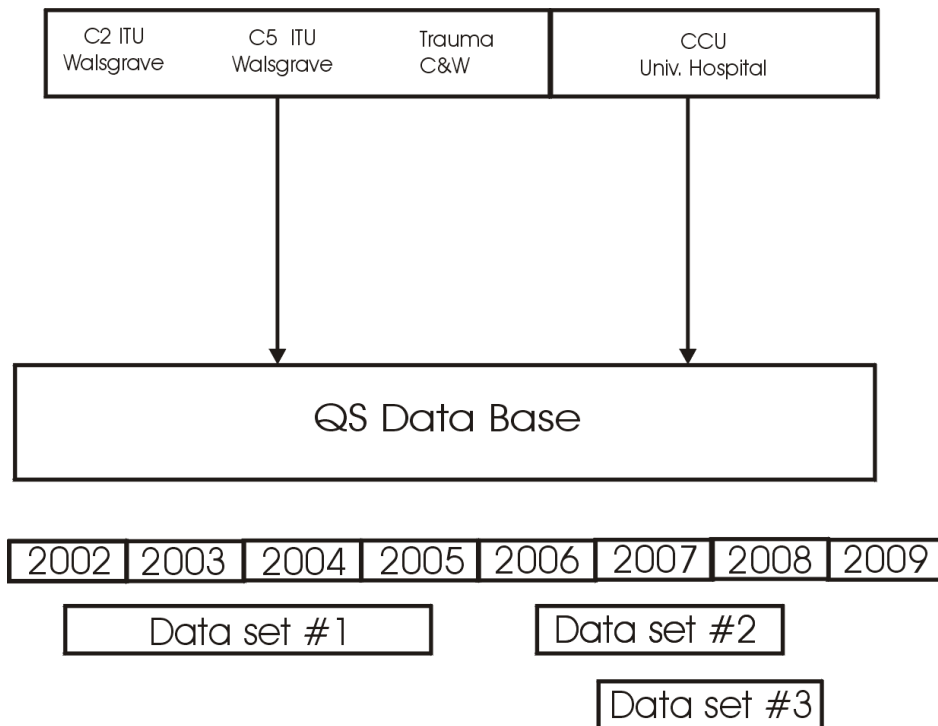 C2 ITU
Walsgrave
C5 ITU
Walsgrave
Trauma
C&W
CCU
Univ. Hospital
QS Data Base
2002 2003 2004 2005 2006 2007 2008 2009
Data set #1 Data set #2
Data set #3